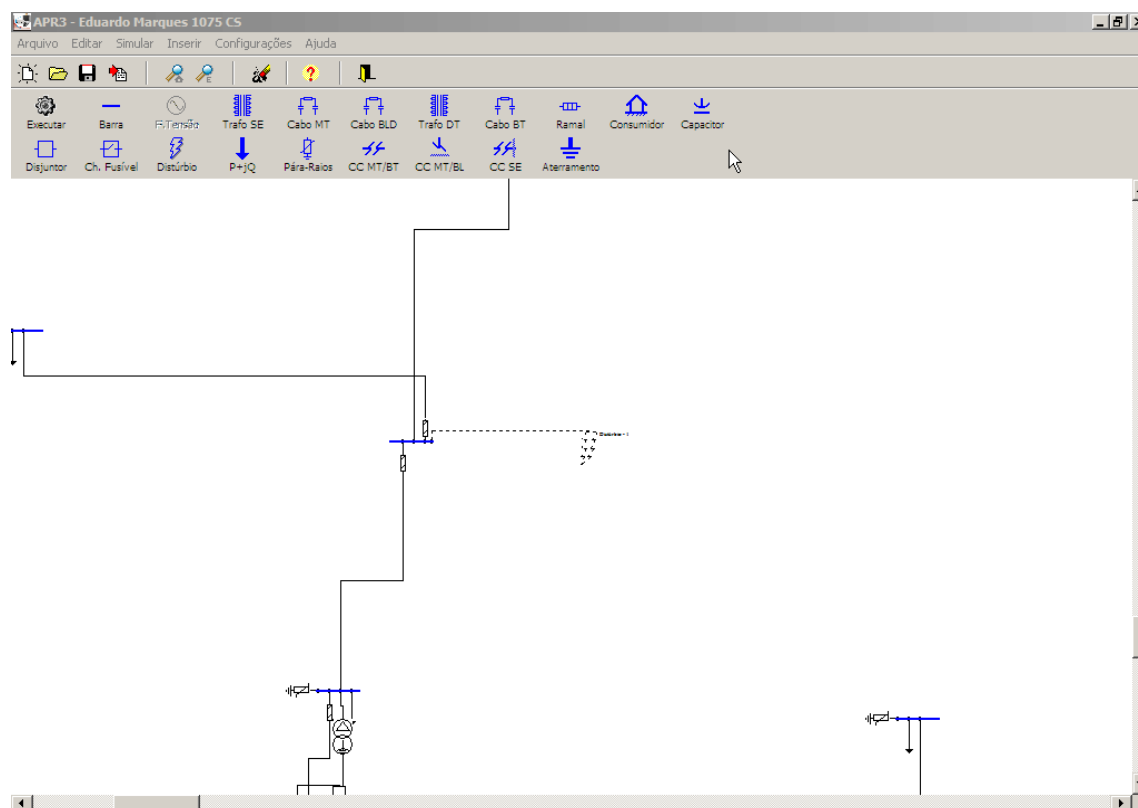 APR3 - Eduardo Marques 1075 CS
Arquivo Editar Simular Inserir Configurações Ajuda
Executar Barra F.Tensão Trafo SE Cabo MT Cabo BLD Trafo DT Cabo BT Ramal Consumidor Capacitor
Disjuntor Ch. Fusível Distúrbio P+jQ Pára-Raios CC MT/BT CC MT/BL CC SE Aterramento